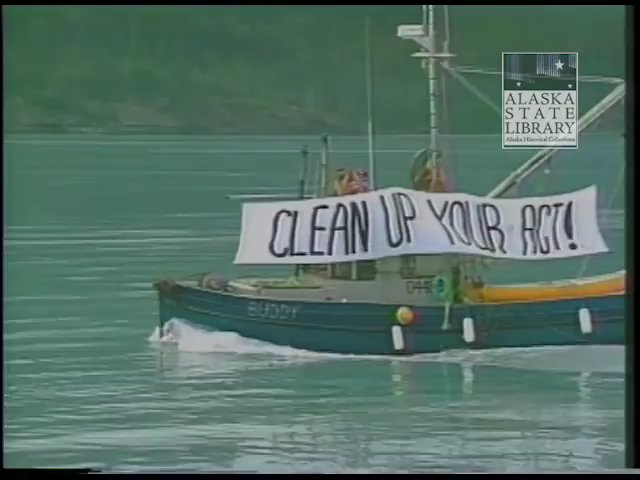 ALASKA
STATE
LIBRARY
Alaska Historical Collections
CLEAN UP YOUR ACT!
BUDDY